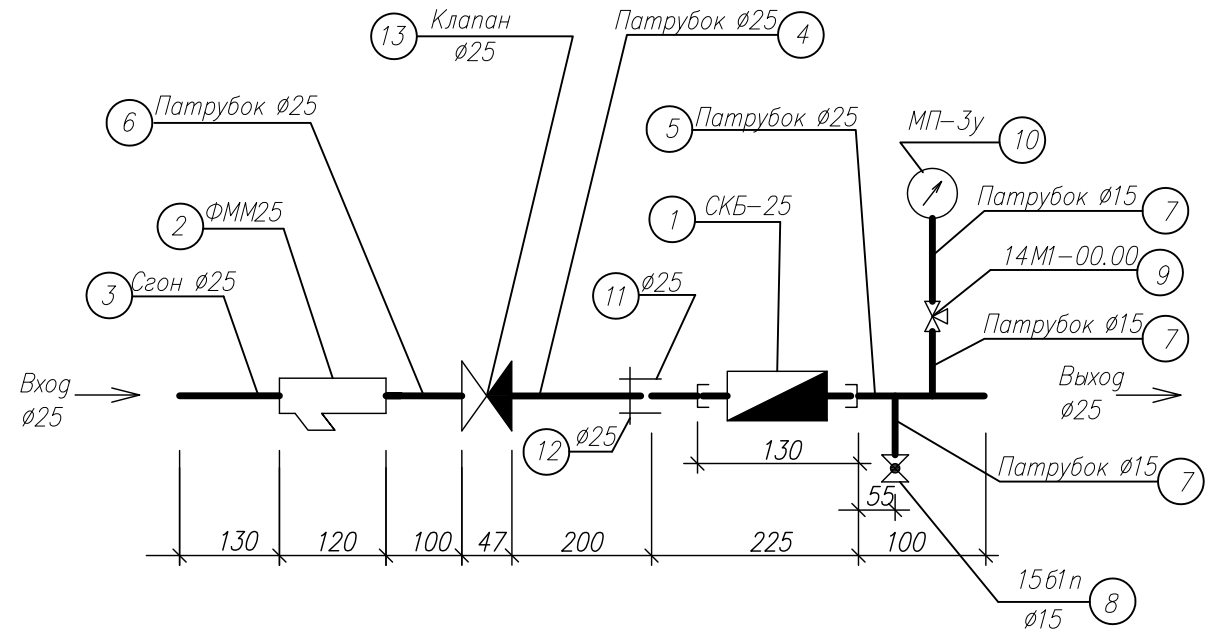 13 Клапан
ø25
Патрубок ø25 4
6 Патрубок ø25
5 Патрубок ø25
МП-3у 10
2 ФММ25
1 СКБ-25
Патрубок ø15 7
3 Сгон ø25
11 ø25
14М1-00.00 9
Патрубок ø15 7
Вход
ø25
Выход
ø25
12 ø25
130
Патрубок ø15 7
55
130 120 100 47 200 225 100
15б1п 8
ø15